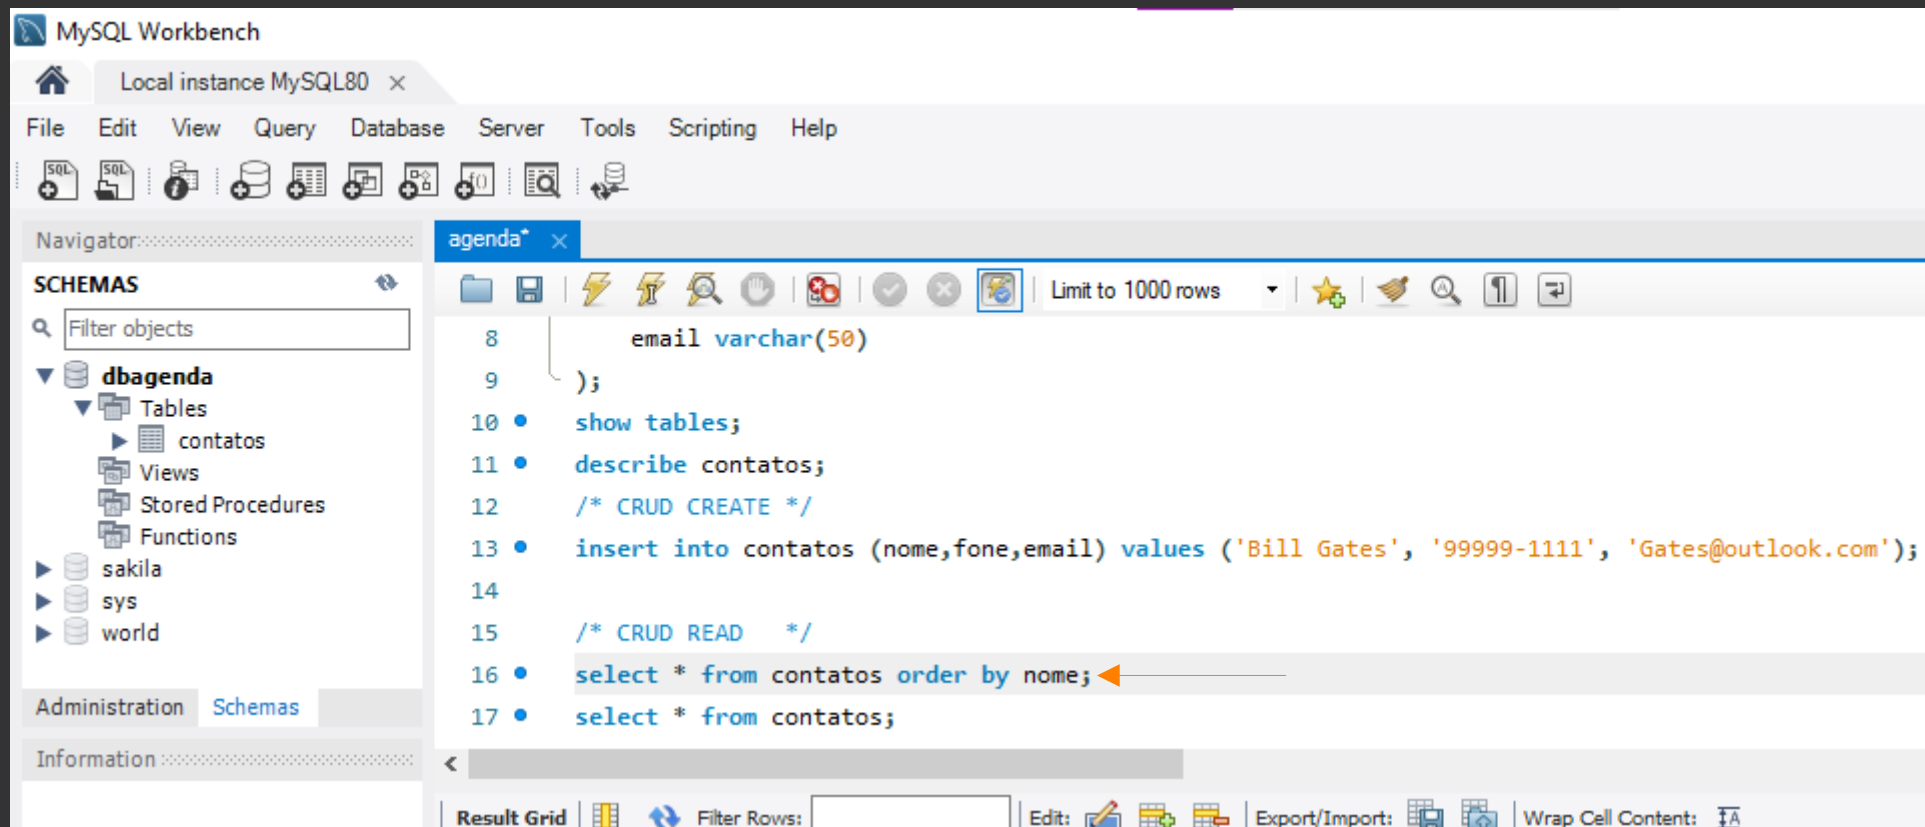 MySQL Workbench
Local instance MySQL80
File Edit View Query Database Server Tools Scripting Help
Navigator
SCHEMAS
Filter objects
dbagenda
Tables
contatos
Views
Stored Procedures
Functions
sakila
sys
world
Administration Schemas
Information
agenda*
Limit to 1000 rows
8 email varchar(50)
9 );
10 show tables;
11 describe contatos;
12 /* CRUD CREATE */
13 insert into contatos (nome,fone,email) values ('Bill Gates', '99999-1111', 'Gates@outlook.com');
14
15 /* CRUD READ */
16 select * from contatos order by nome;
17 select * from contatos;
Result Grid Filter Rows: Edit: Export/Import: Wrap Cell Content: